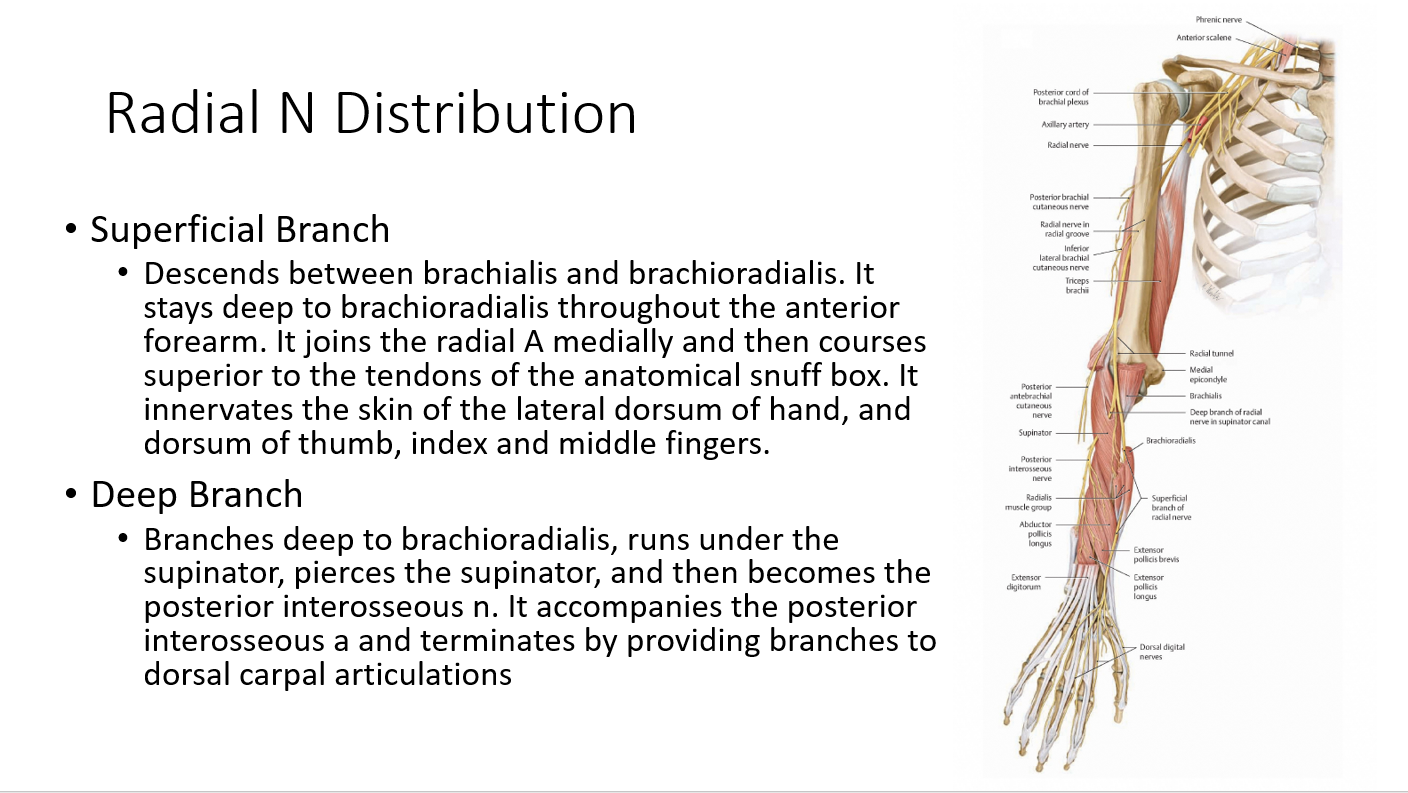 Radial N Distribution
• Superficial Branch
• Descends between brachialis and brachioradialis. It
stays deep to brachioradialis throughout the anterior
forearm. It joins the radial A medially and then courses
superior to the tendons of the anatomical snuff box. It
innervates the skin of the lateral dorsum of hand, and
dorsum of thumb, index and middle fingers.
• Deep Branch
• Branches deep to brachioradialis, runs under the
supinator, pierces the supinator, and then becomes the
posterior interosseous n. It accompanies the posterior
interosseous a and terminates by providing branches to
dorsal carpal articulations
Phrenic nerve
Anterior scalene
Posterior cord of
brachial plexus
Axillary artery
Radial nerve
Posterior brachial
cutaneous nerve
Radial nerve in
radial groove
Inferior
lateral brachial
cutaneous nerve
Triceps
brachii
Radial tunnel
Medial
epicondyle
Posterior
antebrachial
cutaneous
nerve
Brachialis
Deep branch of radial
nerve in supinator canal
Supinator
Brachioradialis
Posterior
interosseous
nerve
Radialis
muscle group
Superficial
branch of
radial nerve
Abductor
pollicis
longus
Extensor
pollicis brevis
Extensor
digitorum
Extensor
pollicis
longus
Dorsal digital
nerves